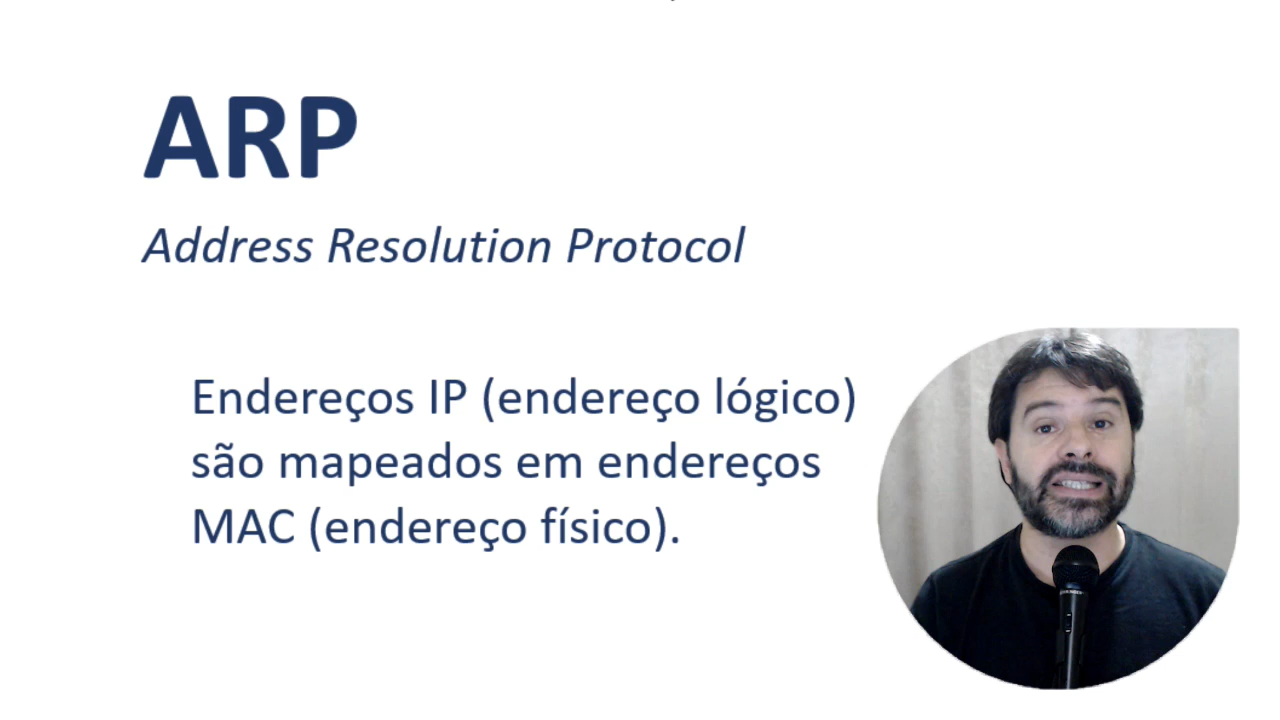 ARP
Address Resolution Protocol
Endereços IP (endereço lógico)
são mapeados em endereços
MAC (endereço físico).